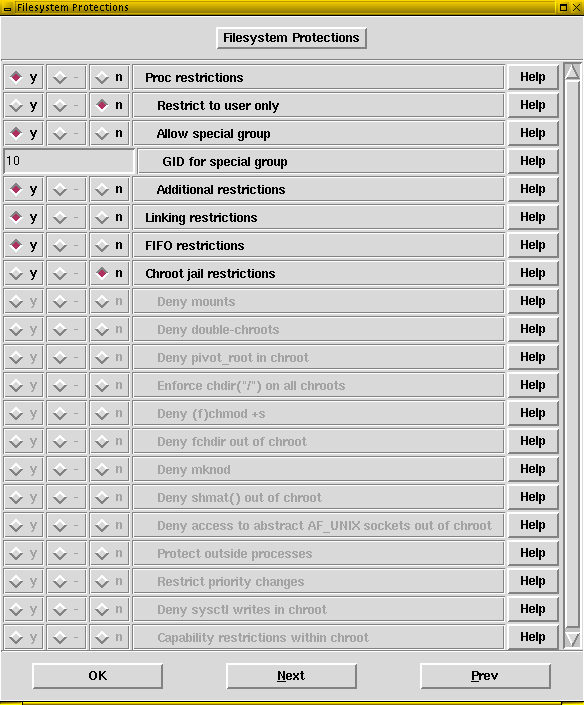 Filesystem Protections
Filesystem Protections
y - n Proc restrictions Help
y - n Restrict to user only Help
y - n Allow special group Help
10 GID for special group Help
y - n Additional restrictions Help
y - n Linking restrictions Help
y - n FIFO restrictions Help
y - n Chroot jail restrictions Help
y - n Deny mounts Help
y - n Deny double-chroots Help
y - n Deny pivot_root in chroot Help
y - n Enforce chdir("/") on all chroots Help
y - n Deny (f)chmod +s Help
y - n Deny fchdir out of chroot Help
y - n Deny mknod Help
y - n Deny shmat() out of chroot Help
y - n Deny access to abstract AF_UNIX sockets out of chroot Help
y - n Protect outside processes Help
y - n Restrict priority changes Help
y - n Deny sysctl writes in chroot Help
y - n Capability restrictions within chroot Help
OK Next Prev